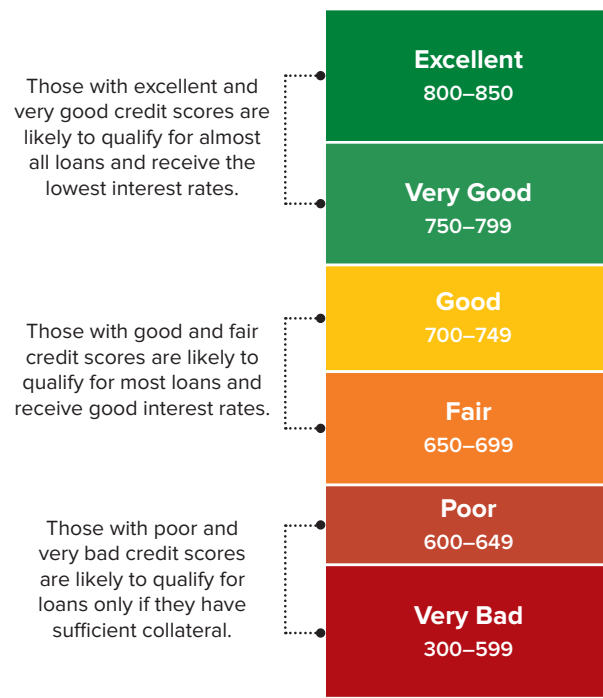 Those with excellent and
very good credit scores are
likely to qualify for almost
all loans and receive the
lowest interest rates.
Excellent
800–850
Very Good
750–799
Those with good and fair
credit scores are likely to
qualify for most loans and
receive good interest rates.
Good
700–749
Fair
650–699
Those with poor and
very bad credit scores
are likely to qualify for
loans only if they have
sufficient collateral.
Poor
600–649
Very Bad
300–599